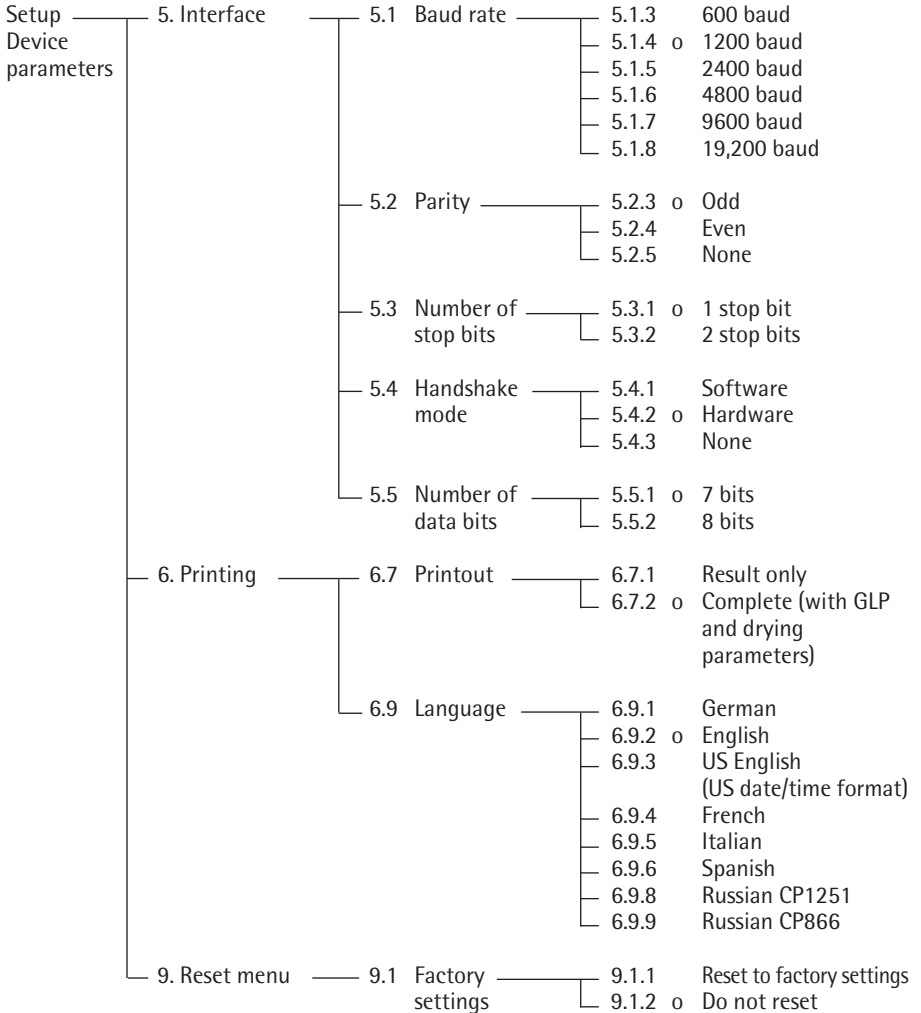 Setup 5. Interface 5.1 Baud rate 5.1.3 600 baud
Device 5.1.4 o 1200 baud
parameters 5.1.5 2400 baud
5.1.6 4800 baud
5.1.7 9600 baud
5.1.8 19,200 baud
5.2 Parity 5.2.3 o Odd
5.2.4 Even
5.2.5 None
5.3 Number of 5.3.1 o 1 stop bit
stop bits 5.3.2 2 stop bits
5.4 Handshake 5.4.1 Software
mode 5.4.2 o Hardware
5.4.3 None
5.5 Number of 5.5.1 o 7 bits
data bits 5.5.2 8 bits
6. Printing 6.7 Printout 6.7.1 Result only
6.7.2 o Complete (with GLP
and drying
parameters)
6.9 Language 6.9.1 German
6.9.2 o English
6.9.3 US English
(US date/time format)
6.9.4 French
6.9.5 Italian
6.9.6 Spanish
6.9.8 Russian CP1251
6.9.9 Russian CP866
9. Reset menu 9.1 Factory 9.1.1 Reset to factory settings
settings 9.1.2 o Do not reset